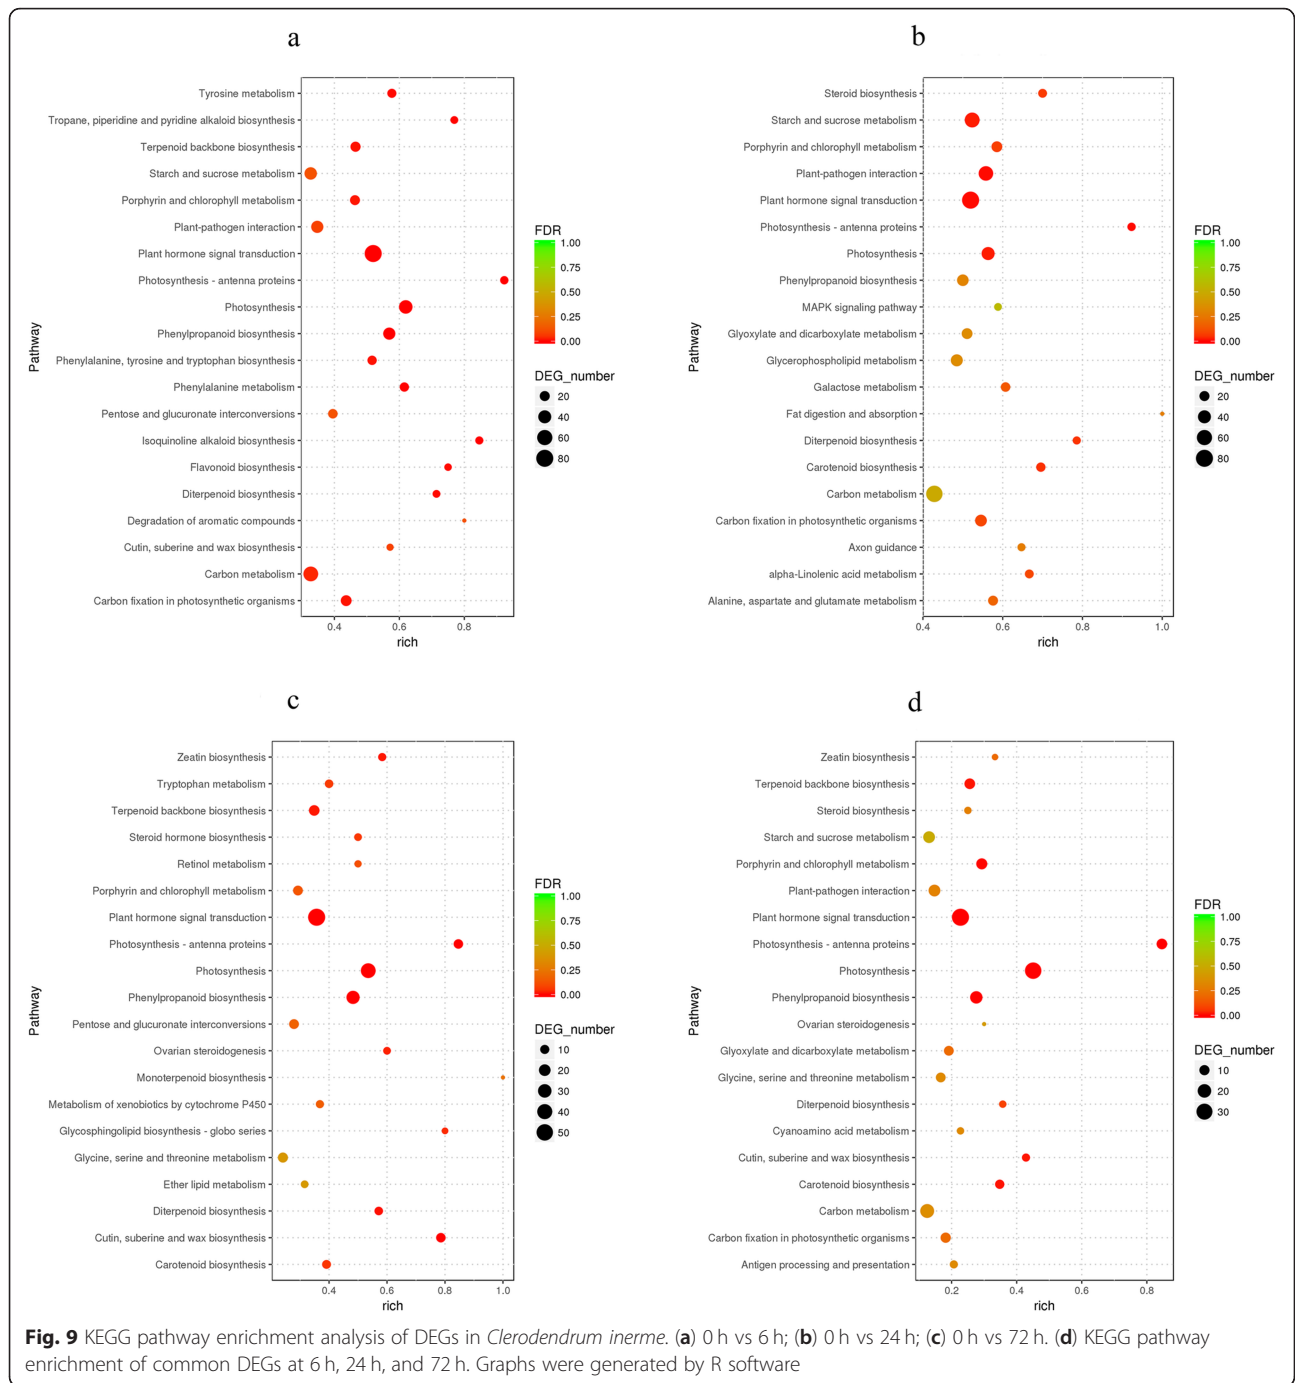 a
Tyrosine metabolism
Tropane, piperidine and pyridine alkaloid biosynthesis
Terpenoid backbone biosynthesis
Starch and sucrose metabolism
Porphyrin and chlorophyll metabolism
Plant-pathogen interaction
Plant hormone signal transduction
Photosynthesis - antenna proteins
Photosynthesis
Phenylpropanoid biosynthesis
Phenylalanine, tyrosine and tryptophan biosynthesis
Phenylalanine metabolism
Pentose and glucuronate interconversions
Isoquinoline alkaloid biosynthesis
Flavonoid biosynthesis
Diterpenoid biosynthesis
Degradation of aromatic compounds
Cutin, suberine and wax biosynthesis
Carbon metabolism
Carbon fixation in photosynthetic organisms
Pathway
0.4 0.6 0.8
rich
FDR
1.00
0.75
0.50
0.25
0.00
DEG_number
20
40
60
80
b
Steroid biosynthesis
Starch and sucrose metabolism
Porphyrin and chlorophyll metabolism
Plant-pathogen interaction
Plant hormone signal transduction
Photosynthesis - antenna proteins
Photosynthesis
Phenylpropanoid biosynthesis
MAPK signaling pathway
Glyoxylate and dicarboxylate metabolism
Glycerophospholipid metabolism
Galactose metabolism
Fat digestion and absorption
Diterpenoid biosynthesis
Carotenoid biosynthesis
Carbon metabolism
Carbon fixation in photosynthetic organisms
Axon guidance
alpha-Linolenic acid metabolism
Alanine, aspartate and glutamate metabolism
Pathway
0.4 0.6 0.8 1.0
rich
FDR
1.00
0.75
0.50
0.25
0.00
DEG_number
20
40
60
80
c
Zeatin biosynthesis
Tryptophan metabolism
Terpenoid backbone biosynthesis
Steroid hormone biosynthesis
Retinol metabolism
Porphyrin and chlorophyll metabolism
Plant hormone signal transduction
Photosynthesis - antenna proteins
Photosynthesis
Phenylpropanoid biosynthesis
Pentose and glucuronate interconversions
Ovarian steroidogenesis
Monoterpenoid biosynthesis
Metabolism of xenobiotics by cytochrome P450
Glycosphingolipid biosynthesis - globo series
Glycine, serine and threonine metabolism
Ether lipid metabolism
Diterpenoid biosynthesis
Cutin, suberine and wax biosynthesis
Carotenoid biosynthesis
Pathway
0.4 0.6 0.8 1.0
rich
FDR
1.00
0.75
0.50
0.25
0.00
DEG_number
10
20
30
40
50
d
Zeatin biosynthesis
Terpenoid backbone biosynthesis
Steroid biosynthesis
Starch and sucrose metabolism
Porphyrin and chlorophyll metabolism
Plant-pathogen interaction
Plant hormone signal transduction
Photosynthesis - antenna proteins
Photosynthesis
Phenylpropanoid biosynthesis
Ovarian steroidogenesis
Glyoxylate and dicarboxylate metabolism
Glycine, serine and threonine metabolism
Diterpenoid biosynthesis
Cyanoamino acid metabolism
Cutin, suberine and wax biosynthesis
Carotenoid biosynthesis
Carbon metabolism
Carbon fixation in photosynthetic organisms
Antigen processing and presentation
Pathway
0.2 0.4 0.6 0.8
rich
FDR
1.00
0.75
0.50
0.25
0.00
DEG_number
10
20
30
Fig. 9 KEGG pathway enrichment analysis of DEGs in Clerodendrum inerme. (a) 0 h vs 6 h; (b) 0 h vs 24 h; (c) 0 h vs 72 h. (d) KEGG pathway
enrichment of common DEGs at 6 h, 24 h, and 72 h. Graphs were generated by R software